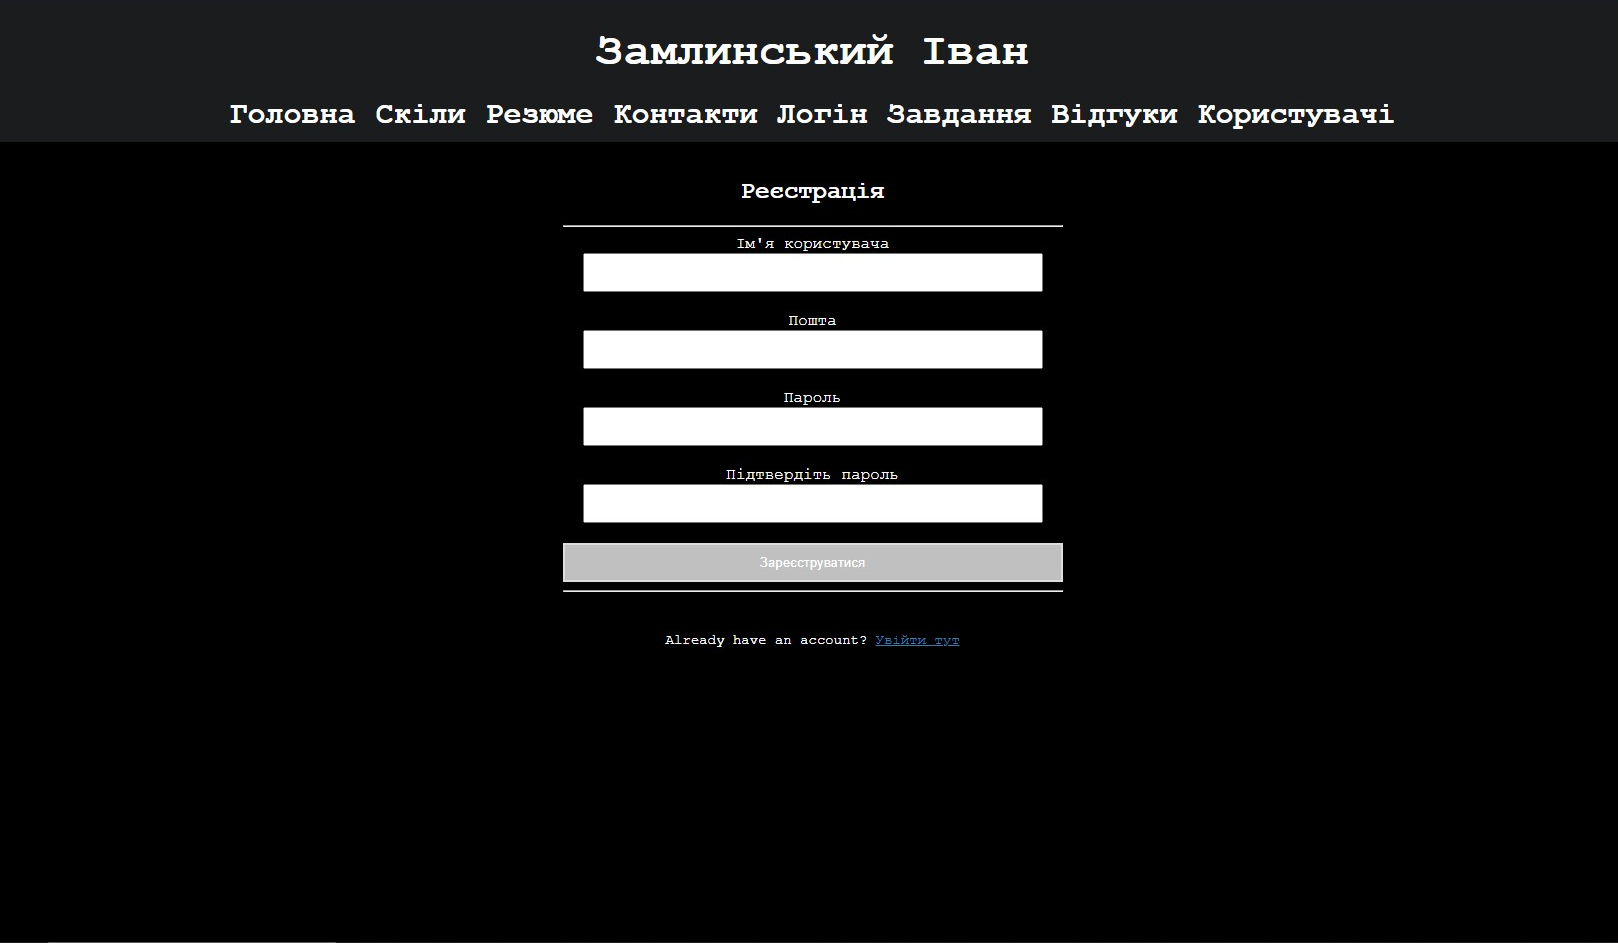 Замлинський Іван
Головна Скіли Резюме Контакти Логін Завдання Відгуки Користувачі
Реєстрація
Ім'я користувача
Пошта
Пароль
Підтвердіть пароль
Зареєструватися
Already have an account? Увійти тут